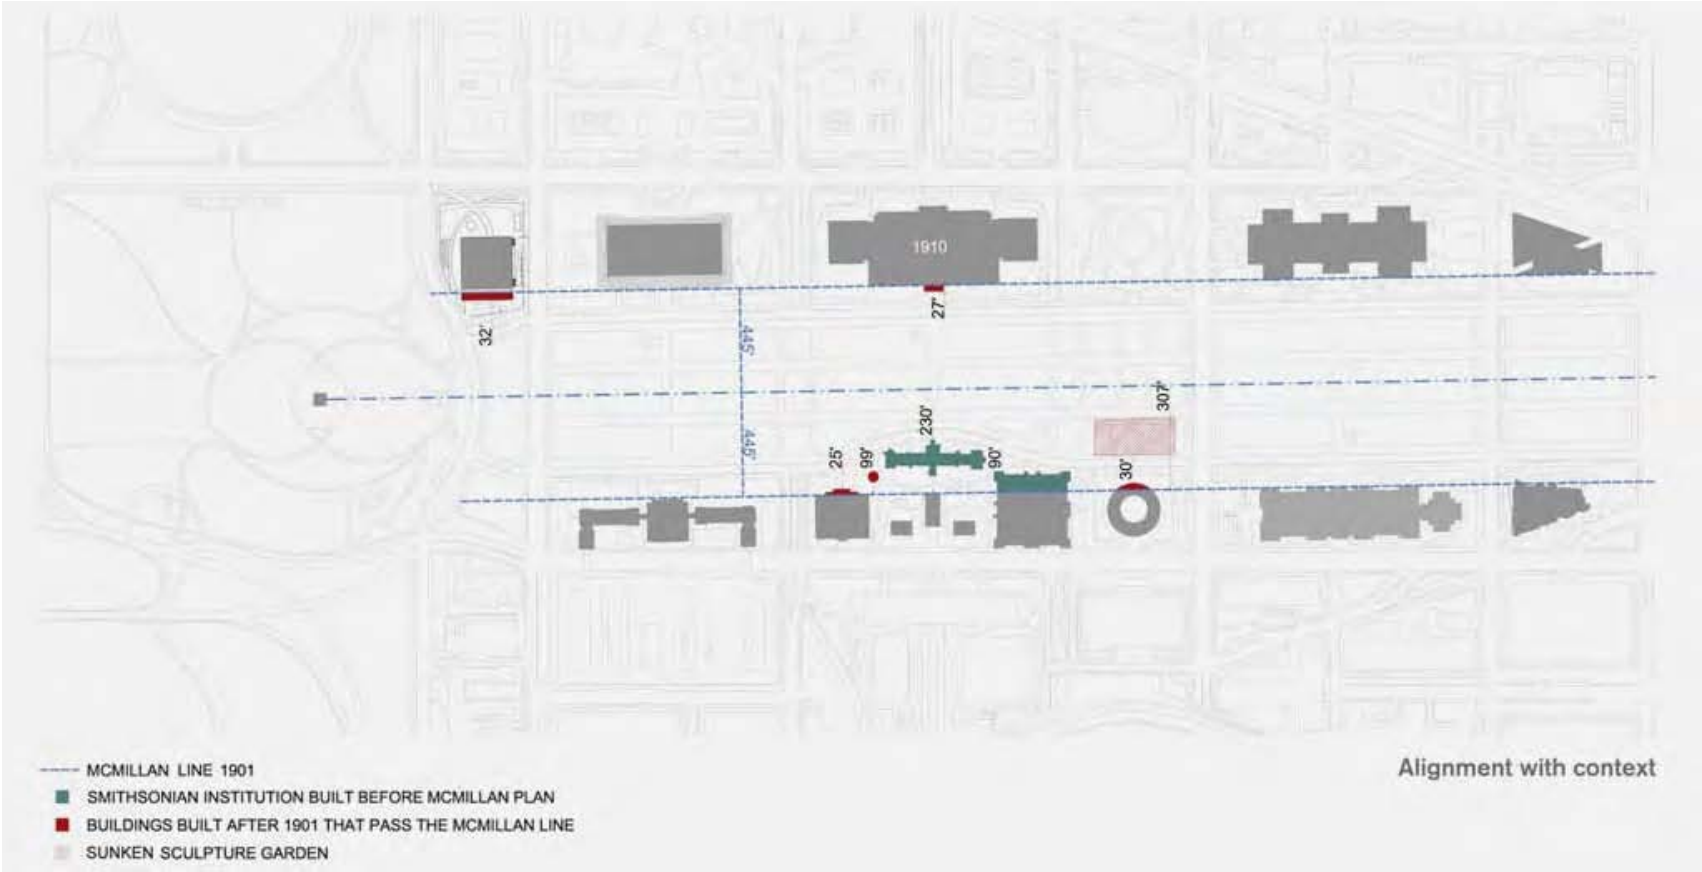 1910
32'
27'
445'
445'
307'
230'
25'
99'
90'
30'
MCMILLAN LINE 1901
SMITHSONIAN INSTITUTION BUILT BEFORE MCMILLAN PLAN
BUILDINGS BUILT AFTER 1901 THAT PASS THE MCMILLAN LINE
SUNKEN SCULPTURE GARDEN
Alignment with context